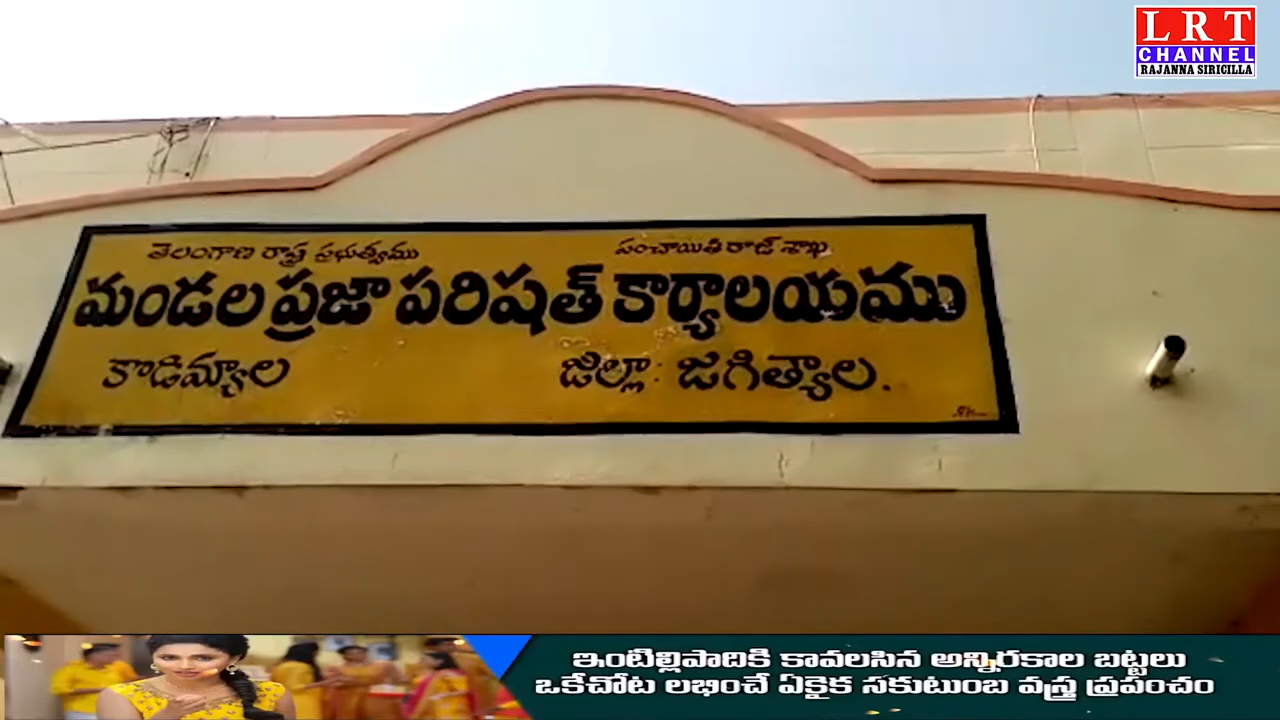 LRT
CHANNEL
RAJANNA SIRICILLA
తెలంగాణ రాష్ట్ర ప్రభుత్వము పంచాయితి రాజ్ శాఖ
మండల ప్రజా పరిషత్ కార్యాలయము
కొడిమ్యాల జిల్లా: జగిత్యాల.
ఇంటిల్లిపాదికి కావలసిన అన్నిరకాల బట్టలు
ఒకేచోట లభించే ఏకైక సకుటుంబ వస్త్ర ప్రపంచం